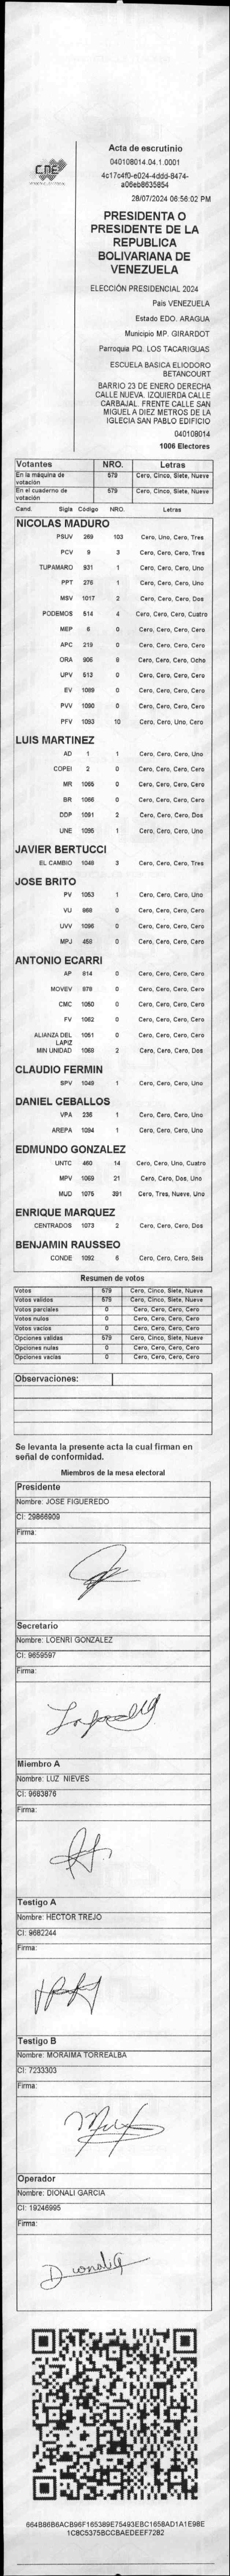 CNE
Acta de escrutinio
040108014.04.1.0001
4c17c4f0-e024-4ddd-8474-
a06eb8635854
28/07/2024 06:56:02 PM
PRESIDENTA O
PRESIDENTE DE LA
REPUBLICA
BOLIVARIANA DE
VENEZUELA
ELECCIÓN PRESIDENCIAL 2024
País VENEZUELA
Estado EDO. ARAGUA
Municipio MP. GIRARDOT
Parroquia PQ. LOS TACARIGUAS
ESCUELA BASICA ELIODORO
BETANCOURT
BARRIO 23 DE ENERO DERECHA
CALLE NUEVA. IZQUIERDA CALLE
CARBAJAL. FRENTE CALLE SAN
MIGUEL A DIEZ METROS DE LA
IGLECIA SAN PABLO EDIFICIO
040108014
1006 Electores
Votantes NRO. Letras
En la máquina de votación 579 Cero, Cinco, Siete, Nueve
En el cuaderno de votación 579 Cero, Cinco, Siete, Nueve
Cand. Sigla Código NRO. Letras
NICOLAS MADURO
PSUV 269 103 Cero, Uno, Cero, Tres
PCV 9 3 Cero, Cero, Cero, Tres
TUPAMARO 931 1 Cero, Cero, Cero, Uno
PPT 276 1 Cero, Cero, Cero, Uno
MSV 1017 2 Cero, Cero, Cero, Dos
PODEMOS 514 4 Cero, Cero, Cero, Cuatro
MEP 6 0 Cero, Cero, Cero, Cero
APC 219 0 Cero, Cero, Cero, Cero
ORA 905 8 Cero, Cero, Cero, Ocho
UPV 513 0 Cero, Cero, Cero, Cero
EV 1089 0 Cero, Cero, Cero, Cero
PVV 1090 0 Cero, Cero, Cero, Cero
PFV 1093 10 Cero, Cero, Uno, Cero
LUIS MARTINEZ
AD 1 1 Cero, Cero, Cero, Uno
COPEI 2 0 Cero, Cero, Cero, Cero
MR 1065 0 Cero, Cero, Cero, Cero
BR 1066 0 Cero, Cero, Cero, Cero
DDP 1091 2 Cero, Cero, Cero, Dos
UNE 1095 1 Cero, Cero, Cero, Uno
JAVIER BERTUCCI
EL CAMBIO 1048 3 Cero, Cero, Cero, Tres
JOSE BRITO
PV 1053 1 Cero, Cero, Cero, Uno
VU 868 0 Cero, Cero, Cero, Cero
UVV 1096 0 Cero, Cero, Cero, Cero
MPJ 458 0 Cero, Cero, Cero, Cero
ANTONIO ECARRI
AP 814 0 Cero, Cero, Cero, Cero
MOVEV 879 0 Cero, Cero, Cero, Cero
CMC 1050 0 Cero, Cero, Cero, Cero
FV 1062 0 Cero, Cero, Cero, Cero
ALIANZA DEL LAPIZ 1051 0 Cero, Cero, Cero, Cero
MIN UNIDAD 1068 2 Cero, Cero, Cero, Dos
CLAUDIO FERMIN
SPV 1049 1 Cero, Cero, Cero, Uno
DANIEL CEBALLOS
VPA 236 1 Cero, Cero, Cero, Uno
AREPA 1094 1 Cero, Cero, Cero, Uno
EDMUNDO GONZALEZ
UNTC 460 14 Cero, Cero, Uno, Cuatro
MPV 1069 21 Cero, Cero, Dos, Uno
MUD 1075 391 Cero, Tres, Nueve, Uno
ENRIQUE MARQUEZ
CENTRADOS 1073 2 Cero, Cero, Cero, Dos
BENJAMIN RAUSSEO
CONDE 1092 6 Cero, Cero, Cero, Seis
Resumen de votos
Votos 579 Cero, Cinco, Siete, Nueve
Votos validos 579 Cero, Cinco, Siete, Nueve
Votos parciales 0 Cero, Cero, Cero, Cero
Votos nulos 0 Cero, Cero, Cero, Cero
Votos vacios 0 Cero, Cero, Cero, Cero
Opciones validas 579 Cero, Cinco, Siete, Nueve
Opciones nulas 0 Cero, Cero, Cero, Cero
Opciones vacias 0 Cero, Cero, Cero, Cero
Observaciones:
Se levanta la presente acta la cual firman en
señal de conformidad.
Miembros de la mesa electoral
Presidente
Nombre: JOSE FIGUEREDO
CI: 29866909
Firma:
Secretario
Nombre: LOENRI GONZALEZ
CI: 9659597
Firma:
Miembro A
Nombre: LUZ NIEVES
CI: 9683876
Firma:
Testigo A
Nombre: HECTOR TREJO
CI: 9682244
Firma:
Testigo B
Nombre: MORAIMA TORREALBA
CI: 7233303
Firma:
Operador
Nombre: DIONALI GARCIA
CI: 19246995
Firma:
664B86B6ACB96F165389E75493EBC1658AD1A1E98E
1C8C5375BCCBAEDEEF7282